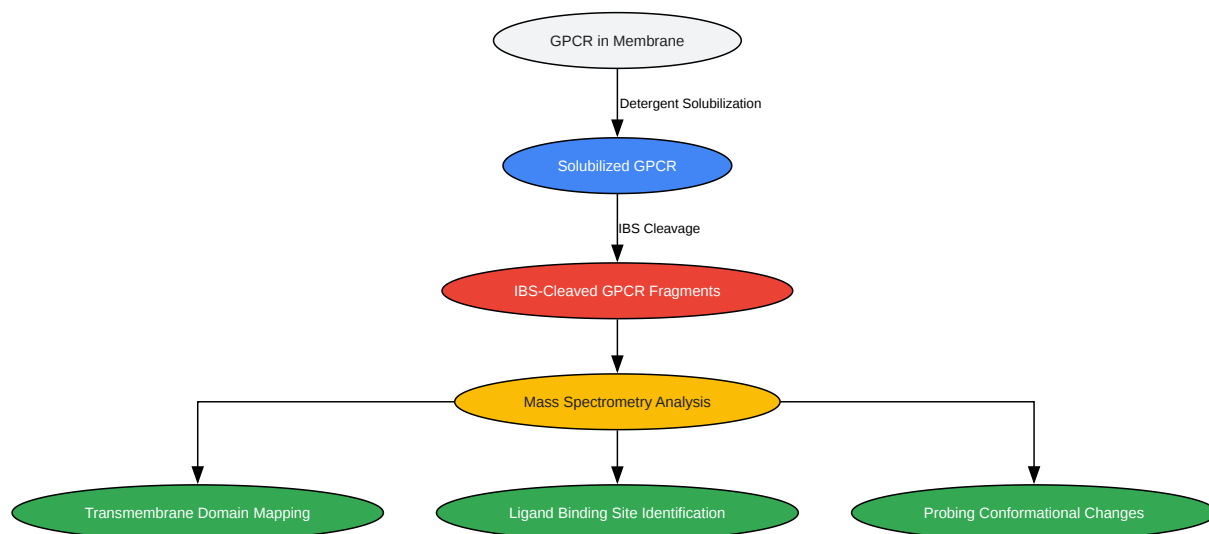 GPCR in Membrane
Detergent Solubilization
Solubilized GPCR
IBS Cleavage
IBS-Cleaved GPCR Fragments
Mass Spectrometry Analysis
Transmembrane Domain Mapping
Ligand Binding Site Identification
Probing Conformational Changes